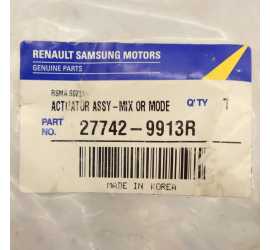 RENAULT SAMSUNG MOTORS
GENUINE PARTS
ACTUATOR ASSY-MIX OR MODE Q'TY 1
PART NO. 27742-9913R
MADE IN KOREA